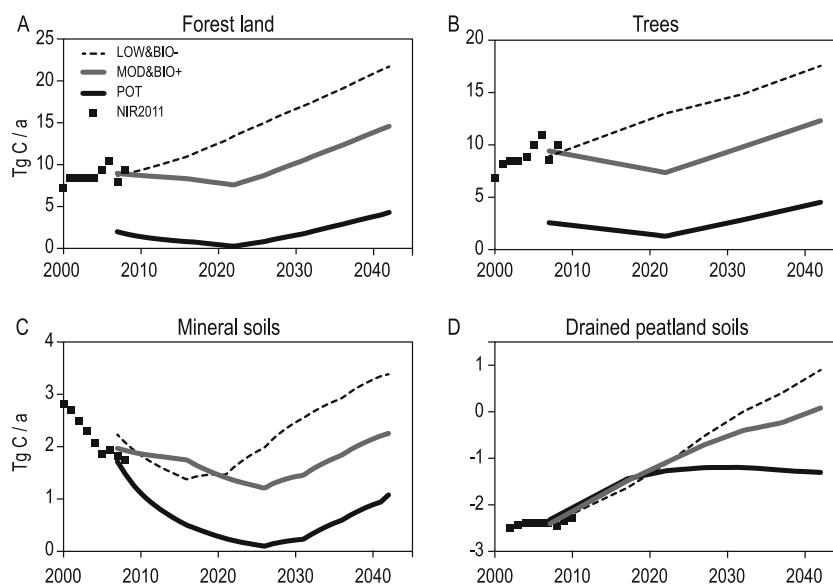 A
Forest land
25
20
15
10
5
0
Tg C / a
LOW&BIO-
MOD&BIO+
POT
NIR2011
2000 2010 2020 2030 2040
B
Trees
20
15
10
5
0
2000 2010 2020 2030 2040
C
Mineral soils
4
3
2
1
0
Tg C / a
2000 2010 2020 2030 2040
D
Drained peatland soils
1
0
-1
-2
-3
2000 2010 2020 2030 2040